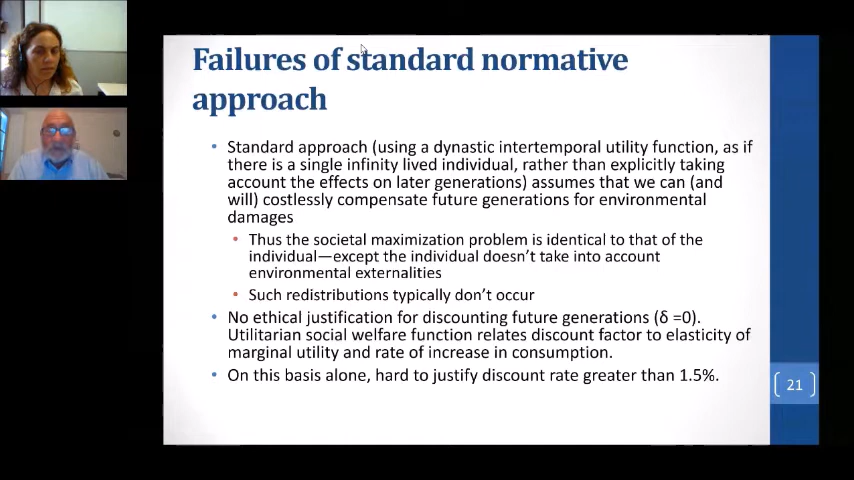 Failures of standard normative
approach
• Standard approach (using a dynastic intertemporal utility function, as if
there is a single infinity lived individual, rather than explicitly taking
account the effects on later generations) assumes that we can (and
will) costlessly compensate future generations for environmental
damages
• Thus the societal maximization problem is identical to that of the
individual—except the individual doesn't take into account
environmental externalities
• Such redistributions typically don't occur
• No ethical justification for discounting future generations (δ =0).
Utilitarian social welfare function relates discount factor to elasticity of
marginal utility and rate of increase in consumption.
• On this basis alone, hard to justify discount rate greater than 1.5%.
21